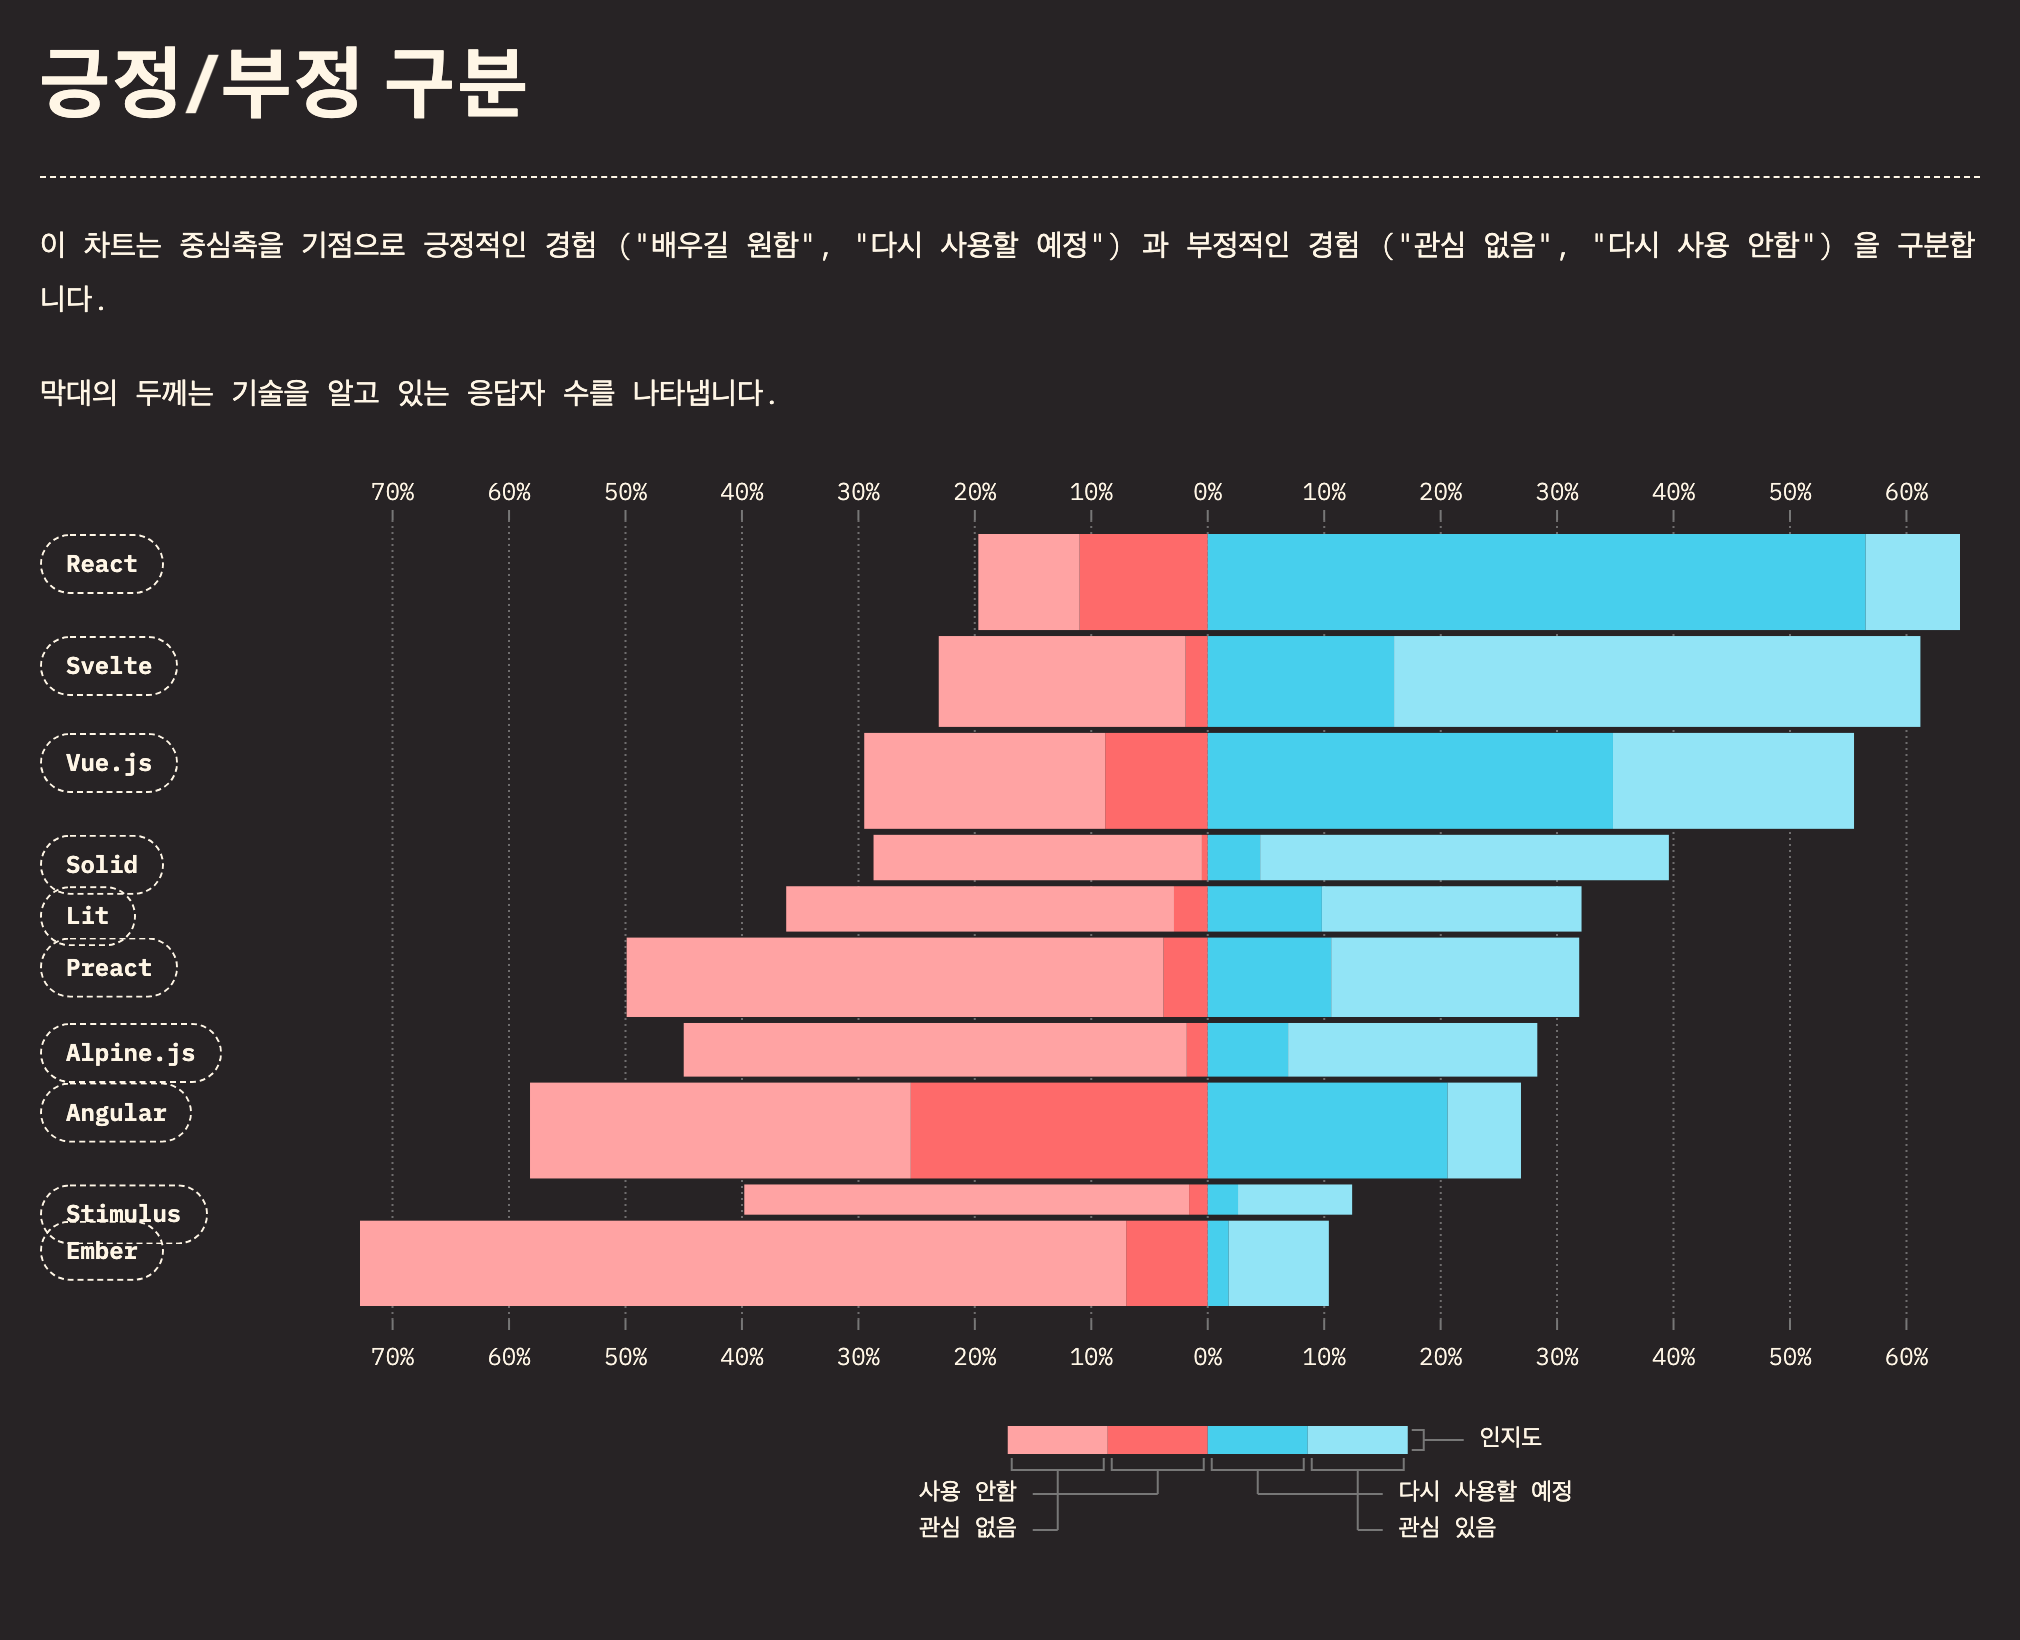 긍정/부정 구분
이 차트는 중심축을 기점으로 긍정적인 경험 ("배우길 원함", "다시 사용할 예정") 과 부정적인 경험 ("관심 없음", "다시 사용 안함") 을 구분합
니다.
막대의 두께는 기술을 알고 있는 응답자 수를 나타냅니다.
70% 60% 50% 40% 30% 20% 10% 0% 10% 20% 30% 40% 50% 60%
React
Svelte
Vue.js
Solid
Lit
Preact
Alpine.js
Angular
Stimulus
Ember
70% 60% 50% 40% 30% 20% 10% 0% 10% 20% 30% 40% 50% 60%
인지도
사용 안함 다시 사용할 예정
관심 없음 관심 있음